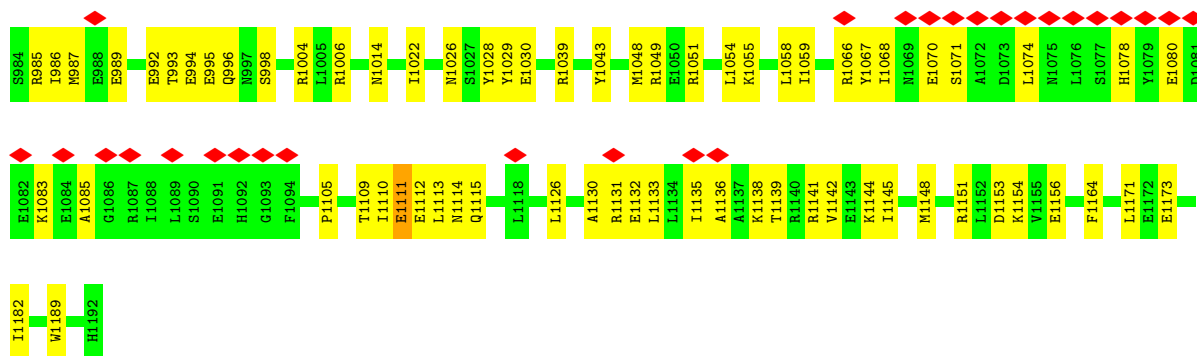 S984 R985 I986 M987 E988 E989 E992 T993 E994 E995 Q996 N997 S998 R1004 L1005 R1006 N1014 I1022 N1026 S1027 Y1028 Y1029 E1030 R1039 Y1043 M1048 R1049 E1050 R1051 L1054 K1055 L1058 I1059 R1066 Y1067 I1068 N1069 E1070 S1071 A1072 D1073 L1074 N1075 L1076 S1077 H1078 Y1079 E1080 D1081
E1082 K1083 E1084 A1085 G1086 R1087 I1088 L1089 S1090 E1091 H1092 G1093 F1094 P1105 T1109 I1110 E1111 E1112 L1113 N1114 Q1115 L1118 L1126 A1130 R1131 E1132 L1133 L1134 I1135 A1136 A1137 K1138 T1139 R1140 R1141 V1142 E1143 K1144 I1145 M1148 R1151 L1152 D1153 K1154 V1155 E1156 F1164 L1171 E1172 E1173
I1182 W1189 H1192